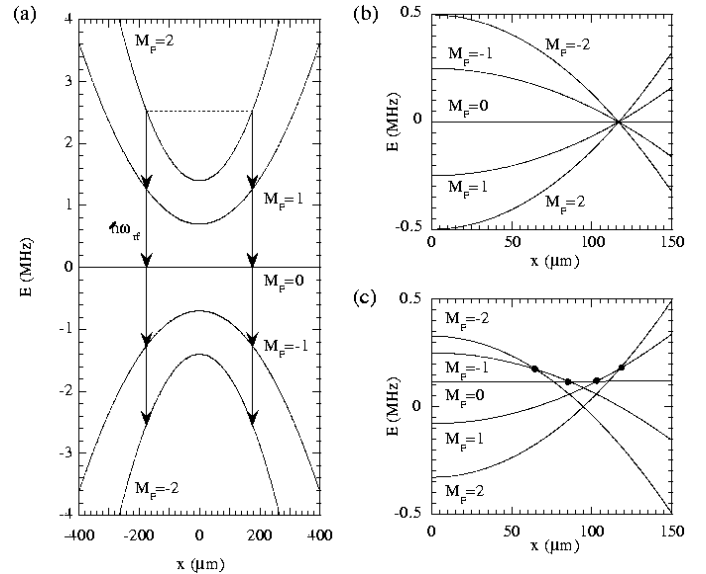 (a)
M_F=2
M_F=1
ħω_rf
M_F=0
M_F=-1
M_F=-2
E (MHz)
4
3
2
1
0
-1
-2
-3
-4
-400 -200 0 200 400
x (µm)
(b)
M_F=-2
M_F=-1
M_F=0
M_F=1
M_F=2
E (MHz)
0.5
0
-0.5
0 50 100 150
x (µm)
(c)
M_F=-2
M_F=-1
M_F=0
M_F=1
M_F=2
E (MHz)
0.5
0
-0.5
0 50 100 150
x (µm)